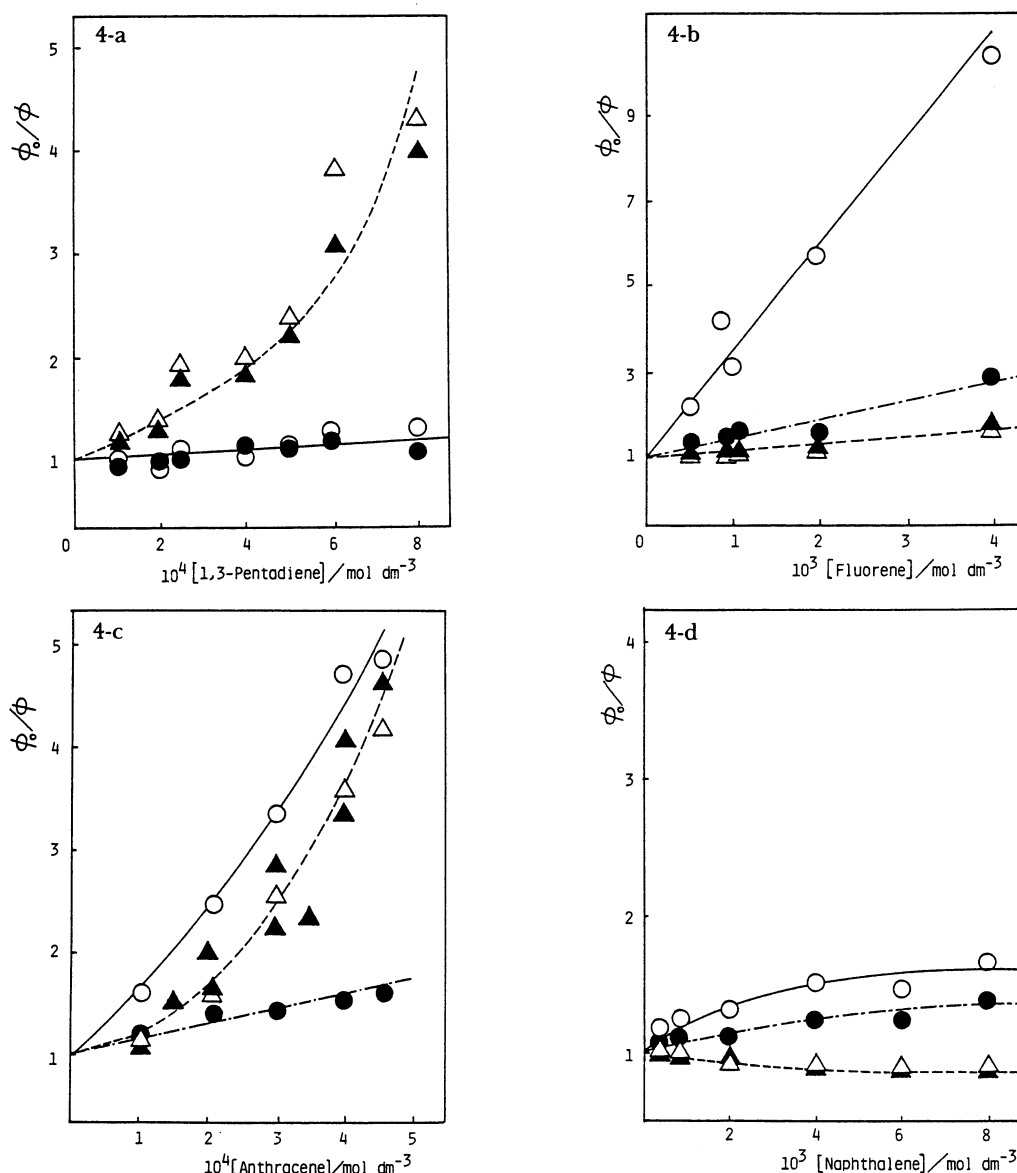 4-a
5
4
3
2
1
ϕ₀/ϕ
0 2 4 6 8
10⁴ [1,3-Pentadiene]/mol dm⁻³
4-b
9
7
5
3
1
ϕ₀/ϕ
0 1 2 3 4
10³ [Fluorene]/mol dm⁻³
4-c
5
4
3
2
1
ϕ₀/ϕ
1 2 3 4 5
10⁴[Anthracene]/mol dm⁻³
4-d
4
3
2
1
ϕ₀/ϕ
0 2 4 6 8
10³ [Naphthalene]/mol dm⁻³